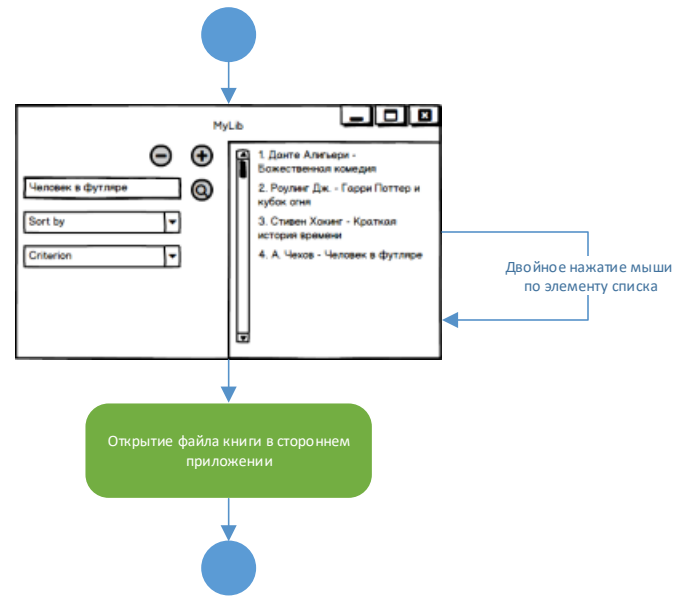 MyLib
Человек в футляре
Sort by
Criterion
1. Данте Алигьери -
Божественная комедия
2. Роулинг Дж. - Гарри Поттер и
кубок огня
3. Стивен Хокинг - Краткая
история времени
4. А. Чехов - Человек в футляре
Двойное нажатие мыши
по элементу списка
Открытие файла книги в стороннем
приложении